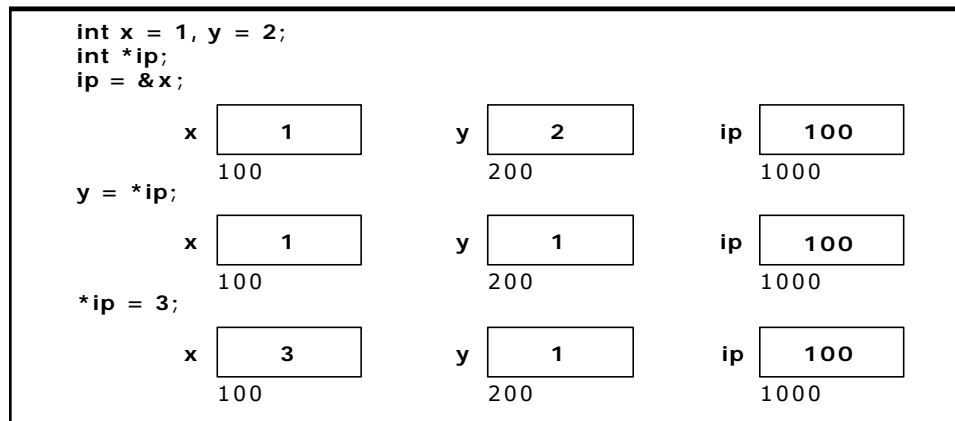 int x = 1, y = 2;
int *ip;
ip = &x;
x 1 y 2 ip 100
100 200 1000
y = *ip;
x 1 y 1 ip 100
100 200 1000
*ip = 3;
x 3 y 1 ip 100
100 200 1000